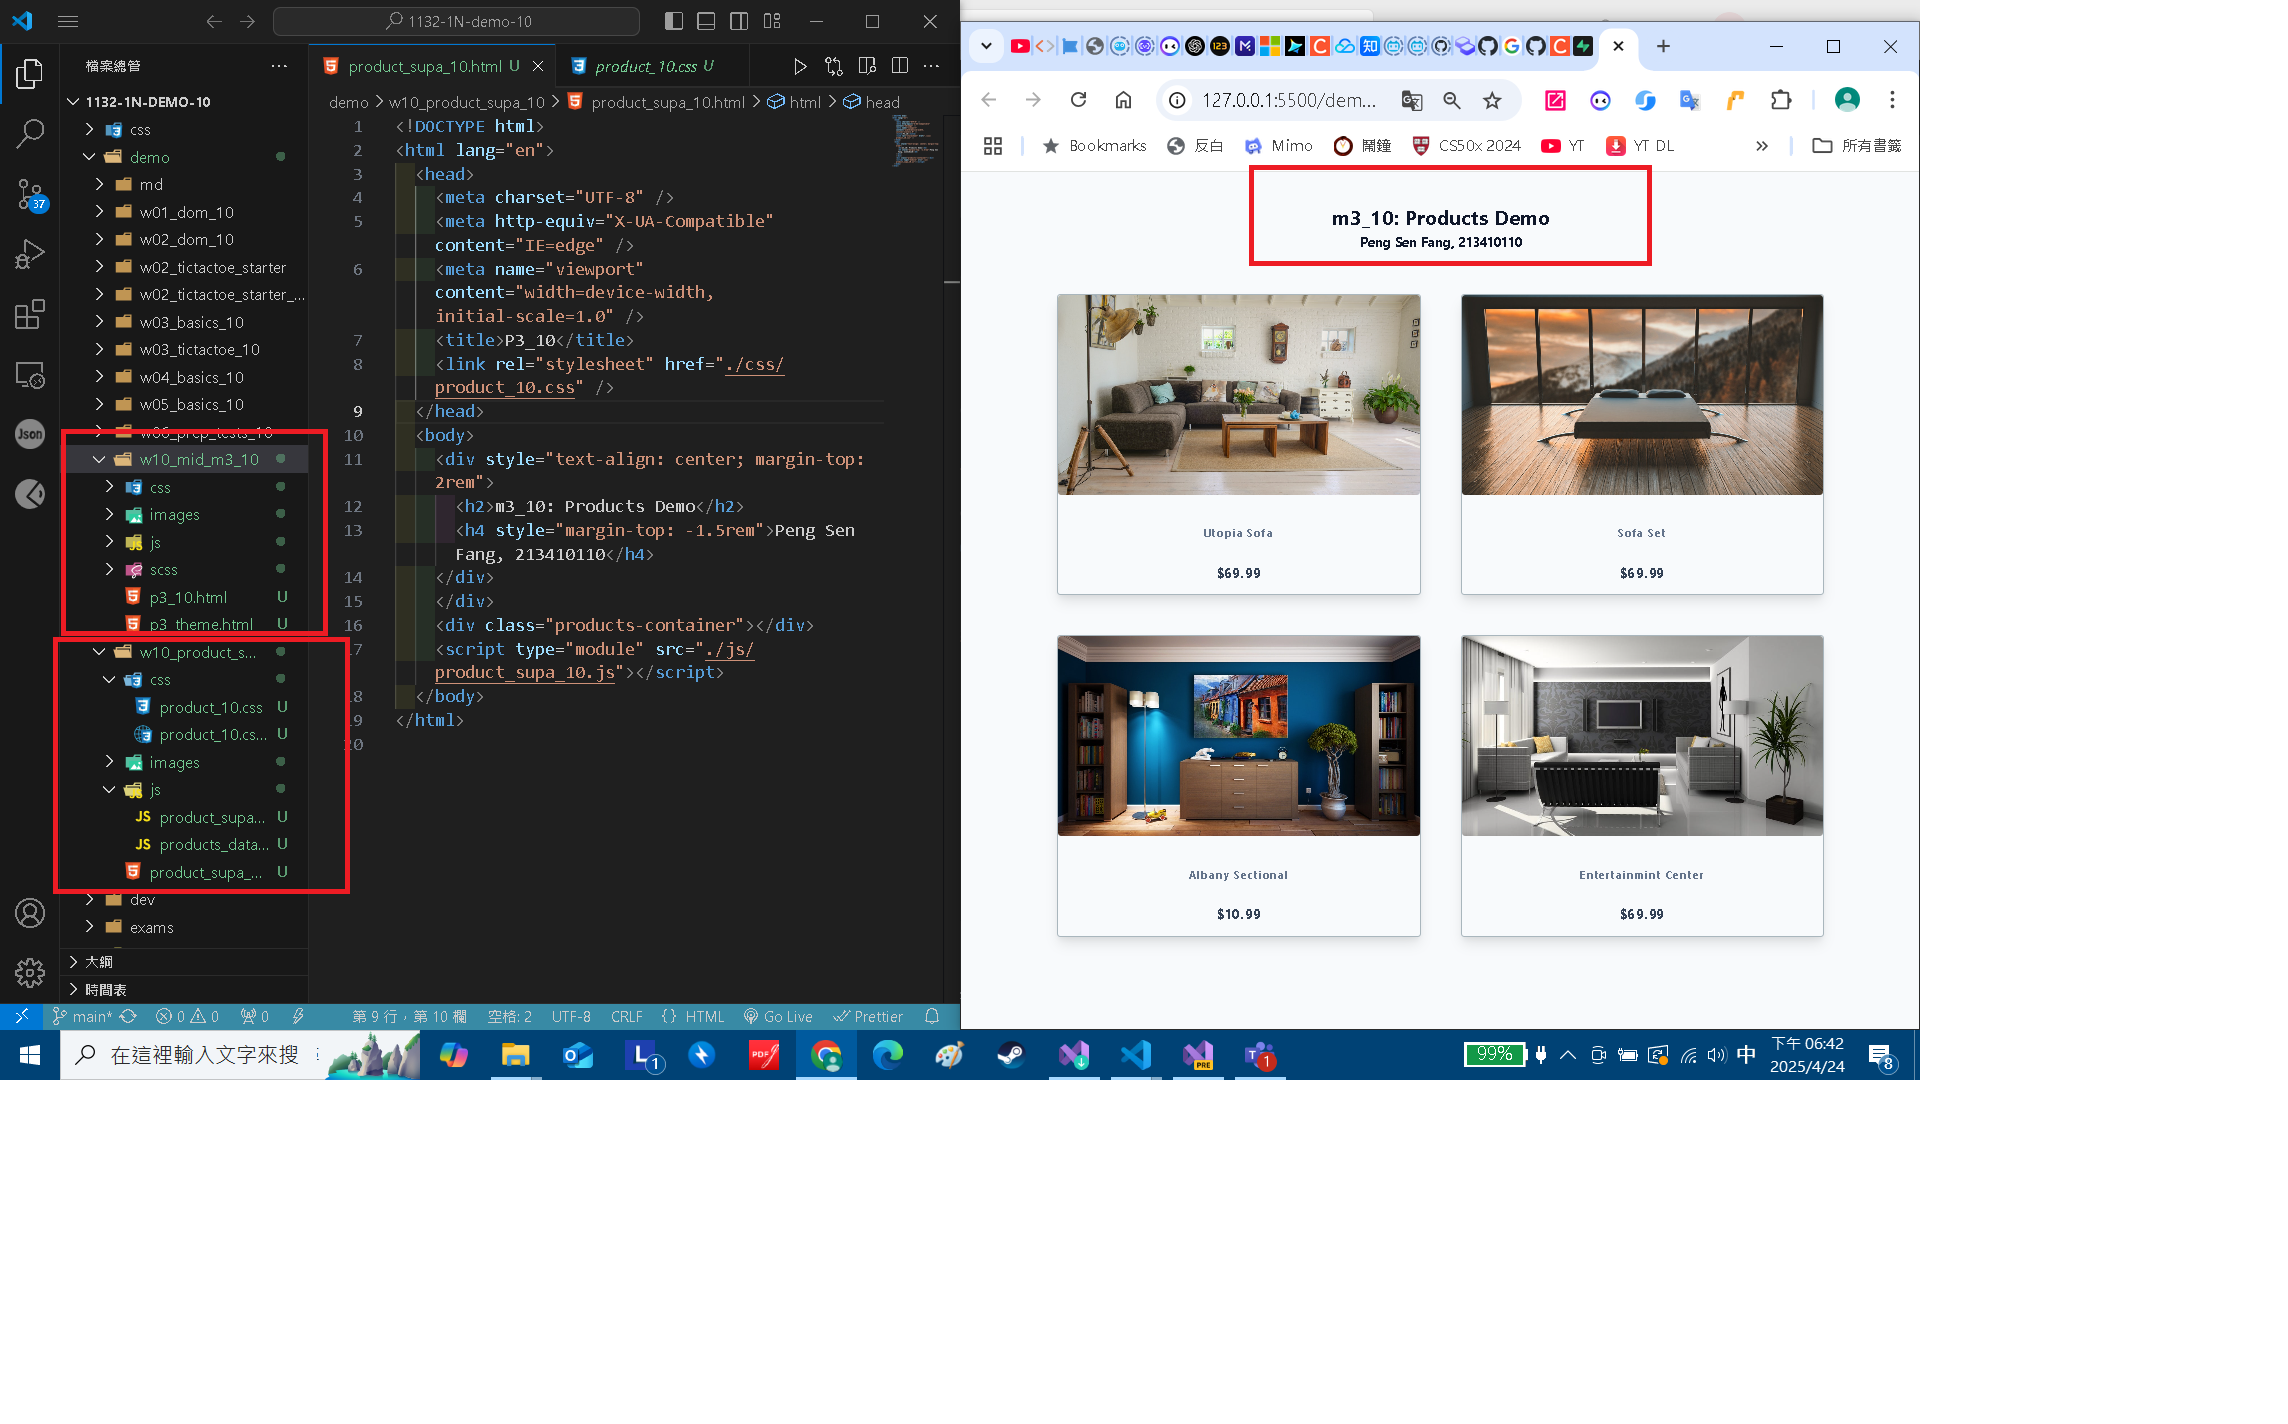 1132-1N-demo-10
檔案總管
1132-1N-DEMO-10
css
demo
md
w01_dom_10
w02_dom_10
w02_tictactoe_starter
w02_tictactoe_starter_...
w03_basics_10
w03_tictactoe_10
w04_basics_10
w05_basics_10
w06_prep_tests_10
w10_mid_m3_10
css
images
js
scss
p3_10.html U
p3_theme.html U
w10_product_s...
css
product_10.css U
product_10.cs... U
images
js
product_supa... U
products_data... U
product_supa_... U
dev
exams
大綱
時間表
37
Json
product_supa_10.html U
product_10.css U
demo > w10_product_supa_10 > product_supa_10.html > html > head
1 <!DOCTYPE html>
2 <html lang="en">
3 <head>
4 <meta charset="UTF-8" />
5 <meta http-equiv="X-UA-Compatible"
content="IE=edge" />
6 <meta name="viewport"
content="width=device-width,
initial-scale=1.0" />
7 <title>P3_10</title>
8 <link rel="stylesheet" href="./css/
product_10.css" />
9 </head>
10 <body>
11 <div style="text-align: center; margin-top:
2rem">
12 <h2>m3_10: Products Demo</h2>
13 <h4 style="margin-top: -1.5rem">Peng Sen
Fang, 213410110</h4>
14 </div>
15 </div>
16 <div class="products-container"></div>
17 <script type="module" src="./js/
product_supa_10.js"></script>
18 </body>
19 </html>
20
main* 0 0 0 第 9 行，第 10 欄 空格: 2 UTF-8 CRLF {} HTML Go Live Prettier
127.0.0.1:5500/dem...
Bookmarks 反白 Mimo 鬧鐘 CS50x 2024 YT YT DL » 所有書籤
m3_10: Products Demo
Peng Sen Fang, 213410110
Utopia Sofa
$69.99
Sofa Set
$69.99
Albany Sectional
$10.99
Entertainmint Center
$69.99
在這裡輸入文字來搜
1
PRE
1
99%
中
下午 06:42
2025/4/24
8